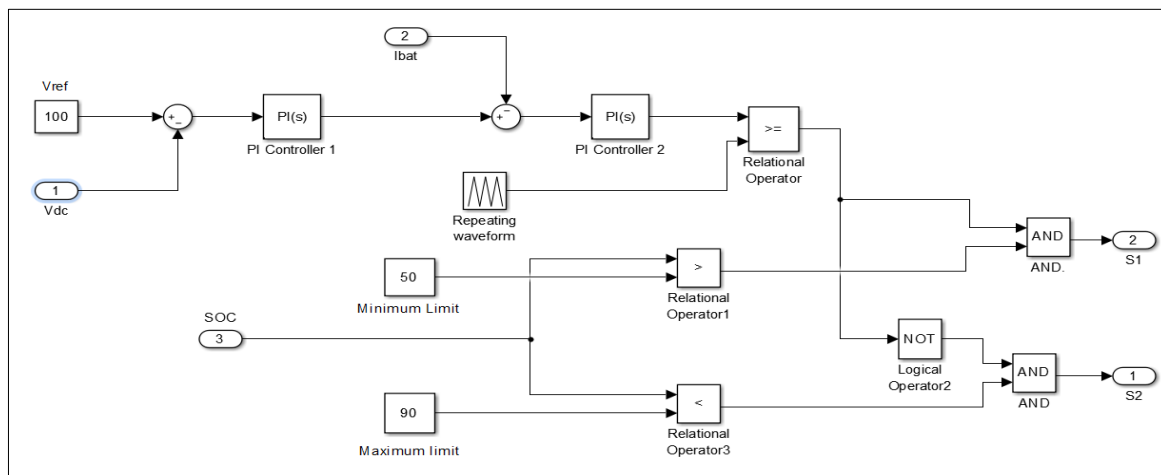 2
Ibat
Vref
100
+
−
PI(s)
PI Controller 1
+
−
PI(s)
PI Controller 2
>=
Relational
Operator
1
Vdc
Repeating
waveform
AND
AND.
2
S1
50
Minimum Limit
>
Relational
Operator1
SOC
3
NOT
Logical
Operator2
AND
AND
1
S2
90
Maximum limit
<
Relational
Operator3